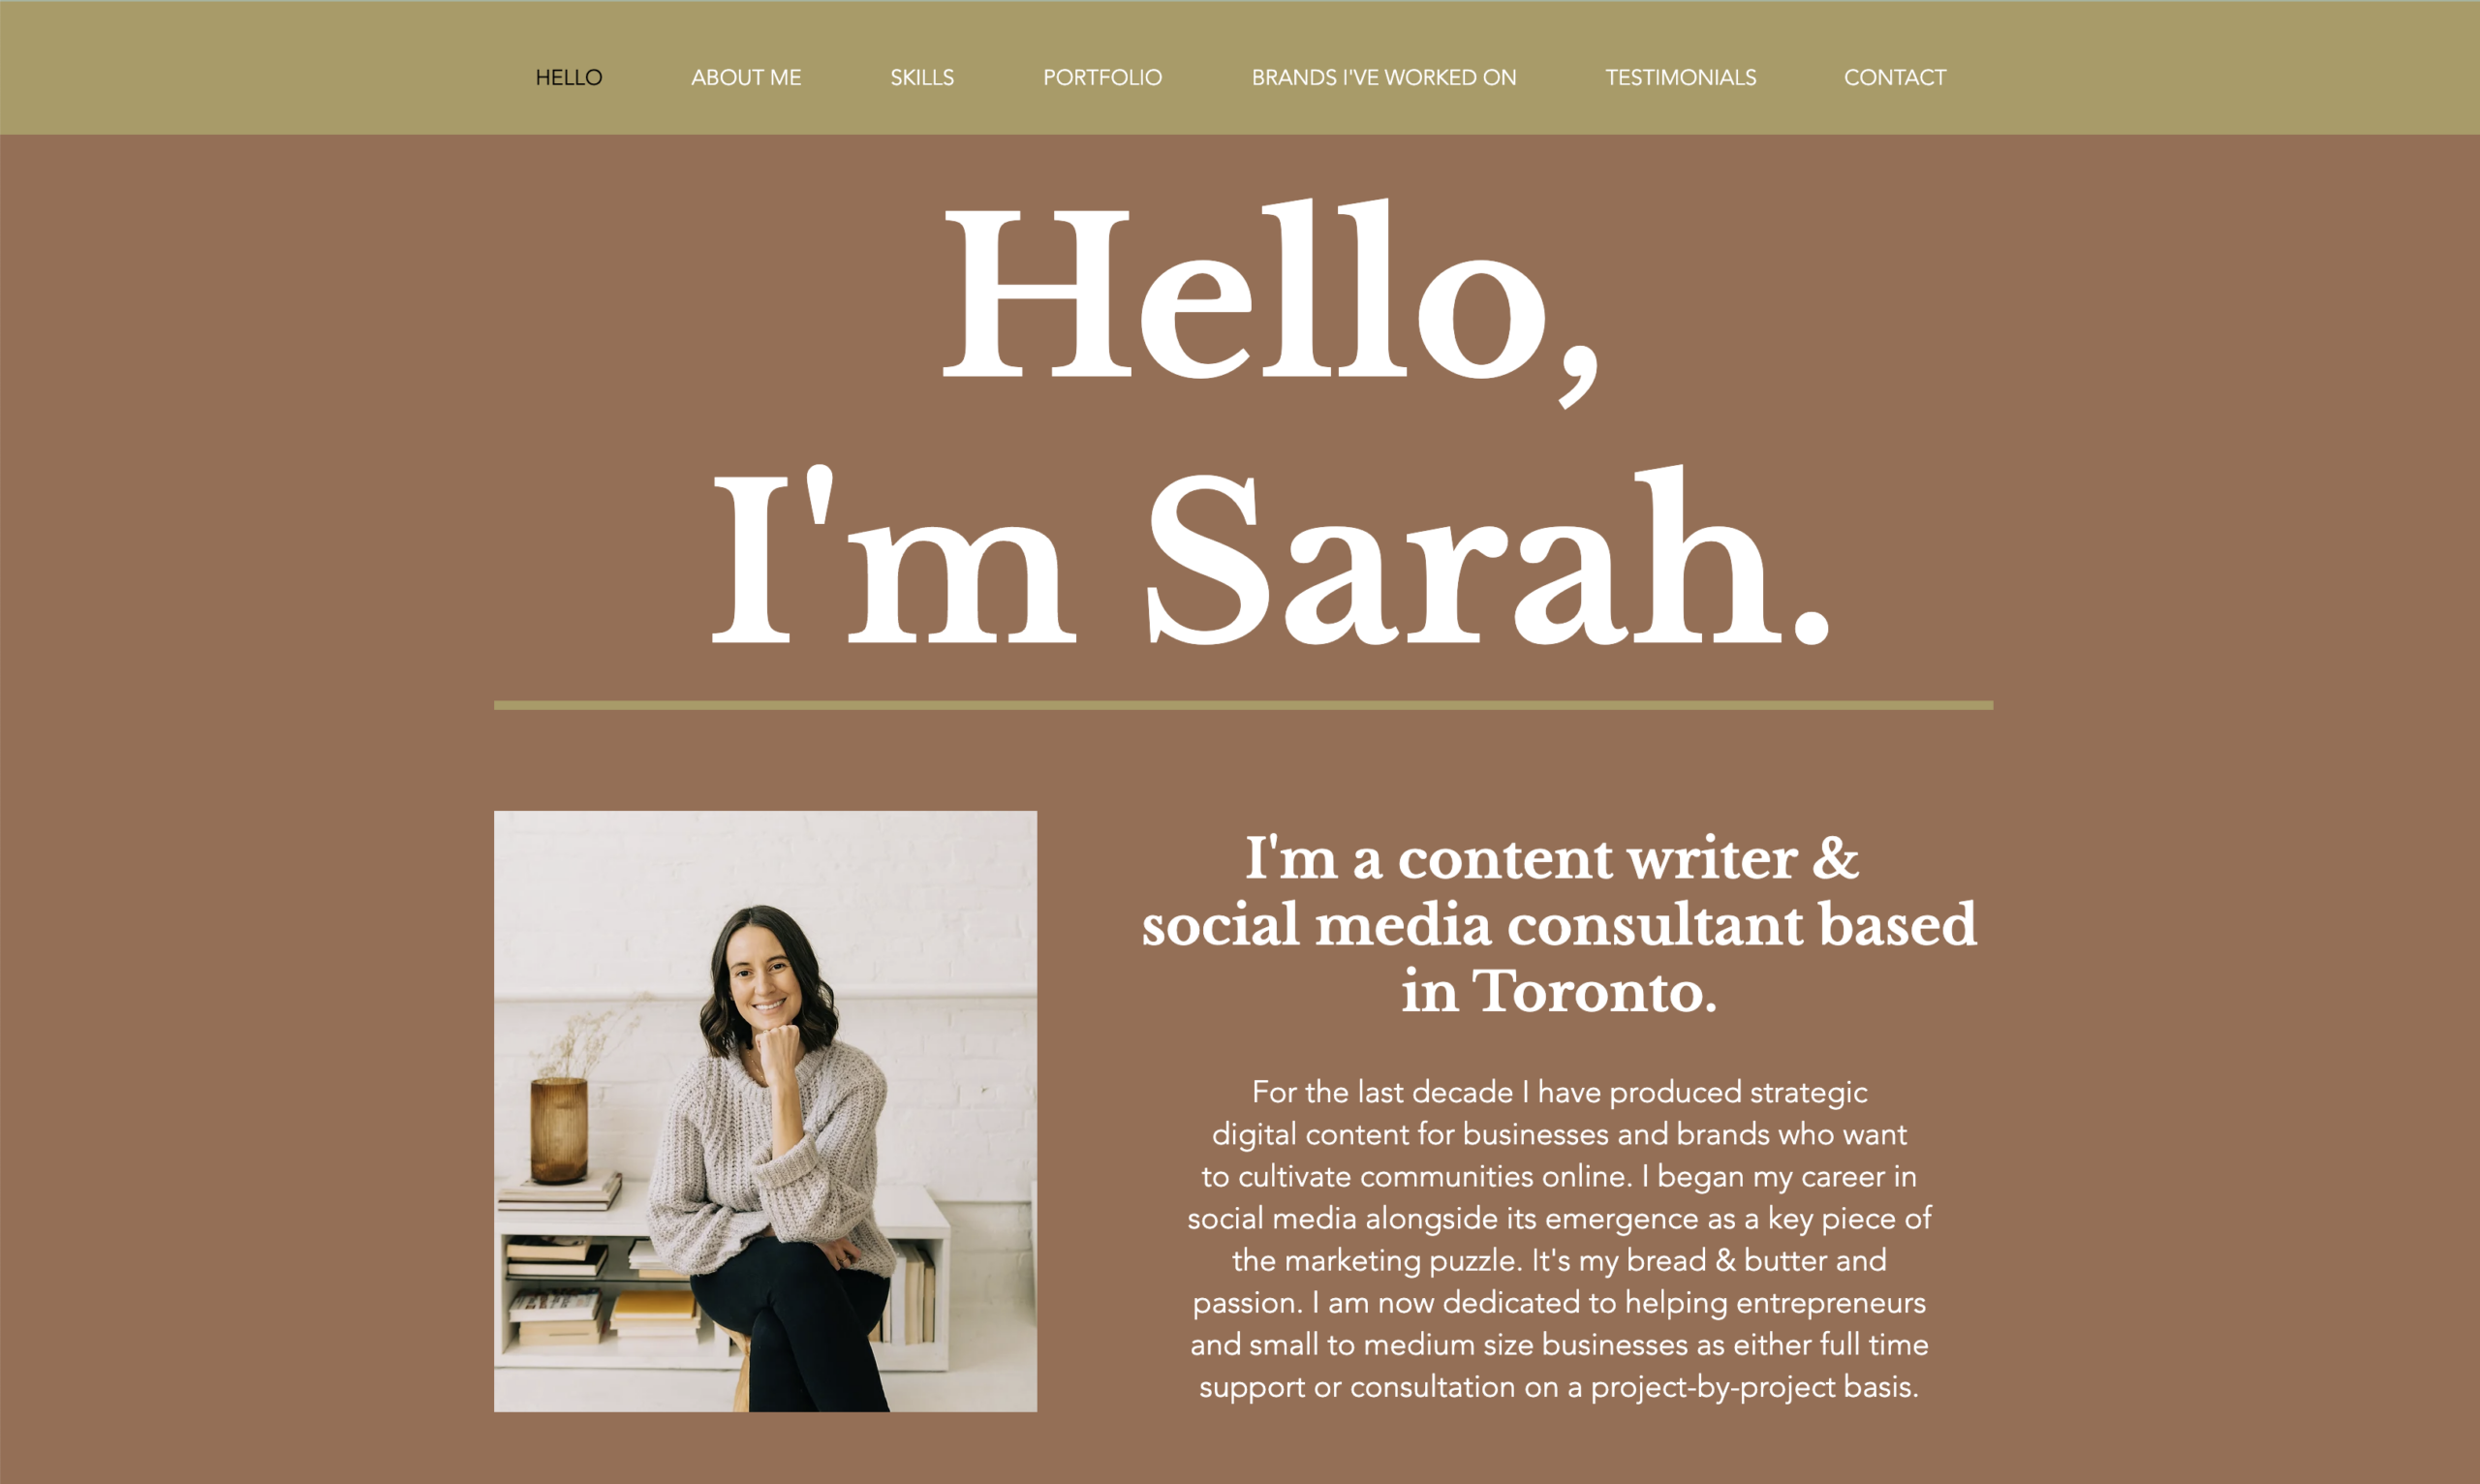 HELLO ABOUT ME SKILLS PORTFOLIO BRANDS I'VE WORKED ON TESTIMONIALS CONTACT
Hello,
I'm Sarah.
I'm a content writer &
social media consultant based
in Toronto.
For the last decade I have produced strategic
digital content for businesses and brands who want
to cultivate communities online. I began my career in
social media alongside its emergence as a key piece of
the marketing puzzle. It's my bread & butter and
passion. I am now dedicated to helping entrepreneurs
and small to medium size businesses as either full time
support or consultation on a project-by-project basis.